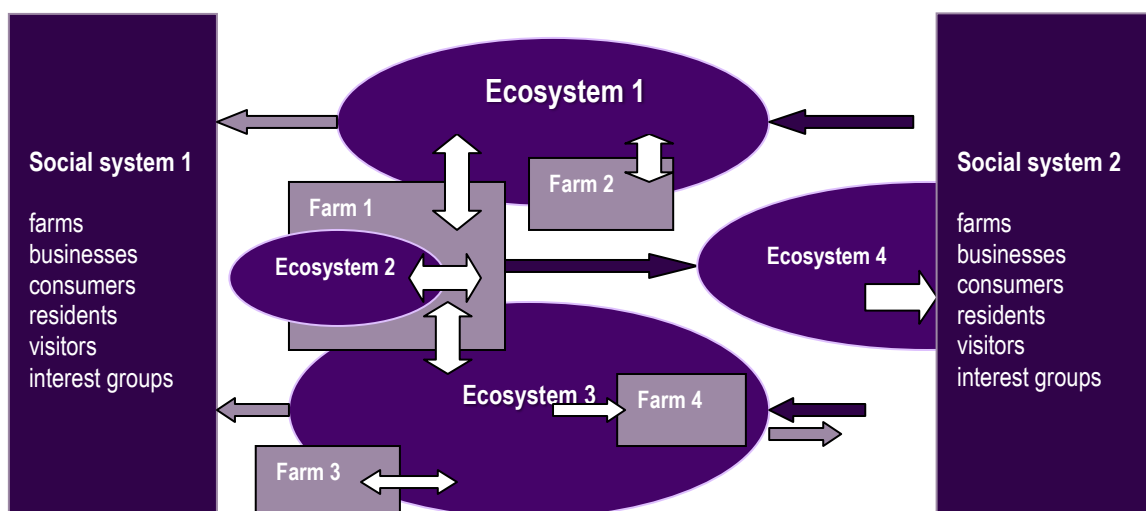 Ecosystem 1
Social system 1
farms
businesses
consumers
residents
visitors
interest groups
Farm 2
Farm 1
Ecosystem 2
Ecosystem 4
Ecosystem 3
Farm 4
Farm 3
Social system 2
farms
businesses
consumers
residents
visitors
interest groups